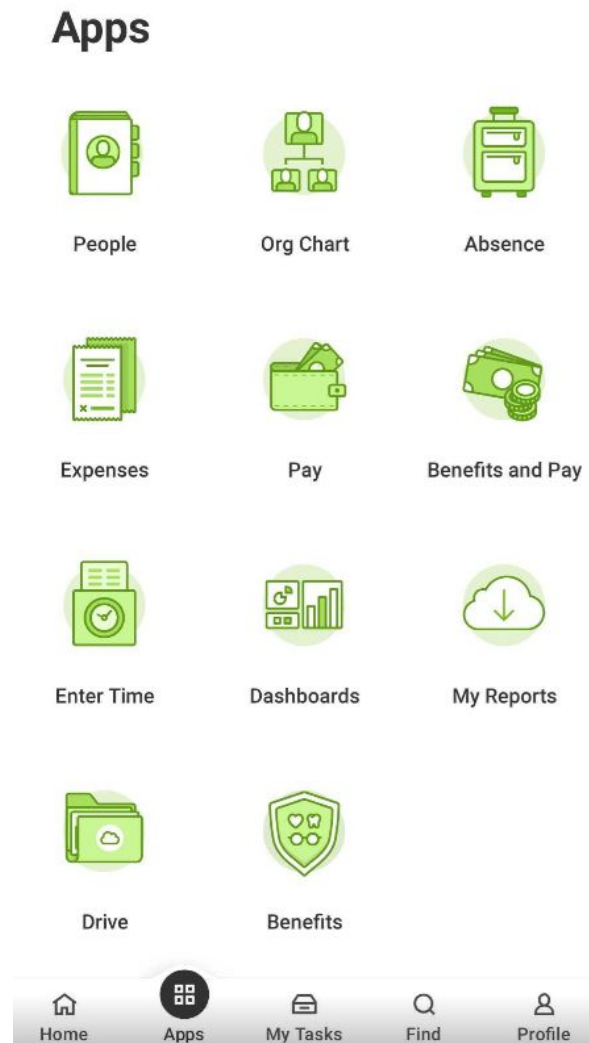 Apps
People Org Chart Absence
Expenses Pay Benefits and Pay
Enter Time Dashboards My Reports
Drive Benefits
Home Apps My Tasks Find Profile